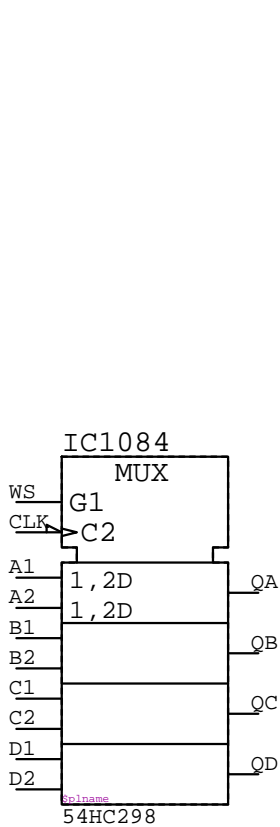 IC1084
MUX
WS
G1
CLK
C2
A1
1,2D
QA
A2
1,2D
B1
QB
B2
C1
QC
C2
D1
QD
D2
$plname
54HC298